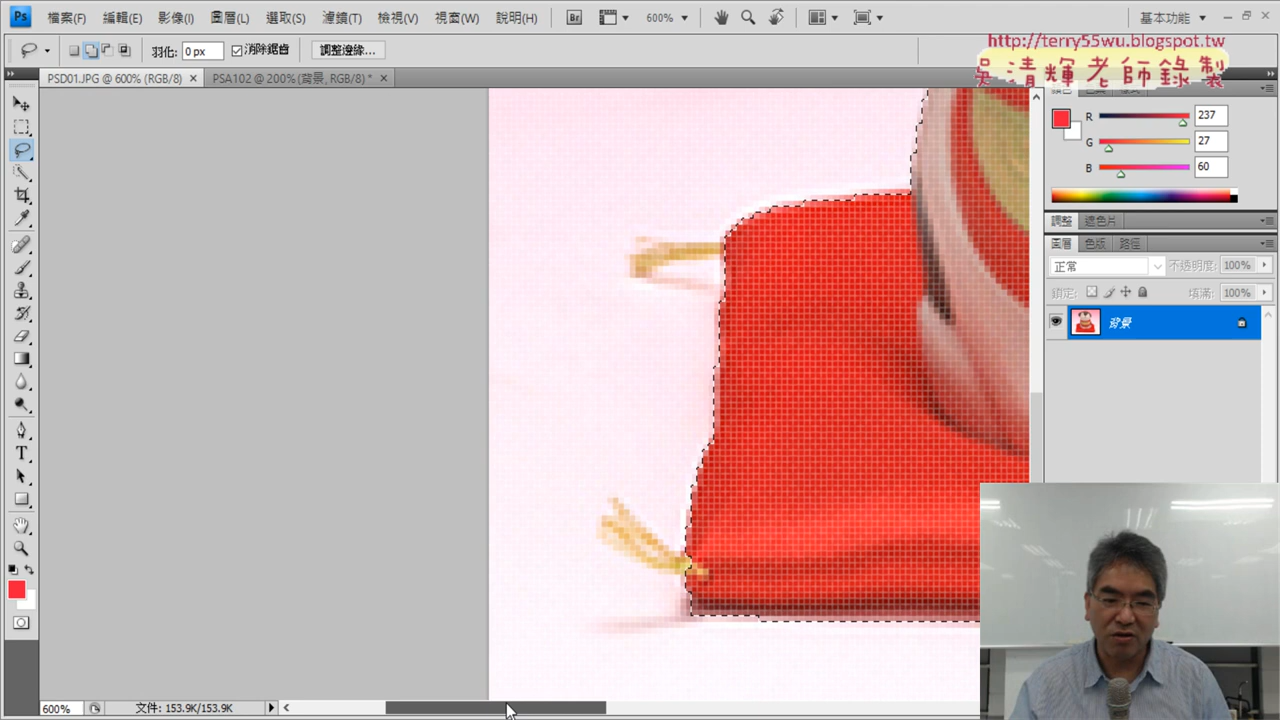 Ps 檔案(F) 編輯(E) 影像(I) 圖層(L) 選取(S) 濾鏡(T) 檢視(V) 視窗(W) 說明(H) Br 600% 基本功能
羽化: 0 px 消除鋸齒 調整邊緣...
http://terry55wu.blogspot.tw
吳清輝老師錄製
PSD01.JPG @ 600% (RGB/8) × PSA102 @ 200% (背景, RGB/8) * ×
R 237
G 27
B 60
調整 遮色片
圖層 色版 路徑
正常 不透明度: 100%
鎖定: 填滿: 100%
背景
T
600% 文件: 153.9K/153.9K